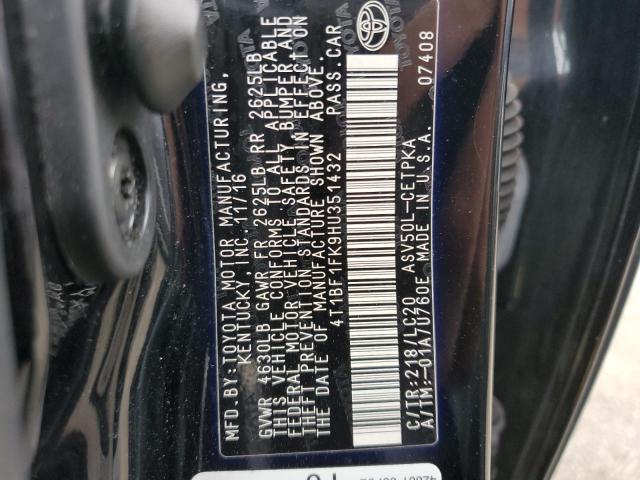 MFD. BY: TOYOTA MOTOR MANUFACTURING,
KENTUCKY, INC. 11/16
GVWR 4630LB GAWR FR 2625LB RR 2625LB
THIS VEHICLE CONFORMS TO ALL APPLICABLE
FEDERAL MOTOR VEHICLE SAFETY, BUMPER, AND
THEFT PREVENTION STANDARDS IN EFFECT ON
THE DATE OF MANUFACTURE SHOWN ABOVE.
4T1BF1FK9HU351432 PASS. CAR
C/TR: 218/LC20 ASV50L-CETPKA
A/TM: -01A/U760E MADE IN U.S.A. 07408
TOYOTA